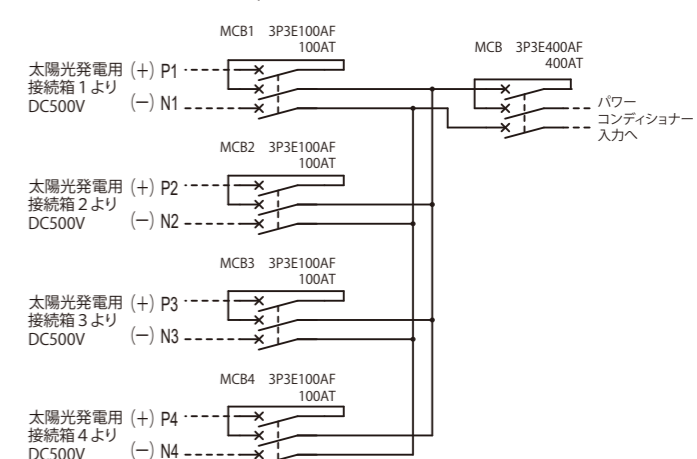 MCB1 3P3E100AF
100AT
太陽光発電用 (+) P1
接続箱1より
DC500V (−) N1
MCB 3P3E400AF
400AT
パワー
コンディショナー
入力へ
MCB2 3P3E100AF
100AT
太陽光発電用 (+) P2
接続箱2より
DC500V (−) N2
MCB3 3P3E100AF
100AT
太陽光発電用 (+) P3
接続箱3より
DC500V (−) N3
MCB4 3P3E100AF
100AT
太陽光発電用 (+) P4
接続箱4より
DC500V (−) N4